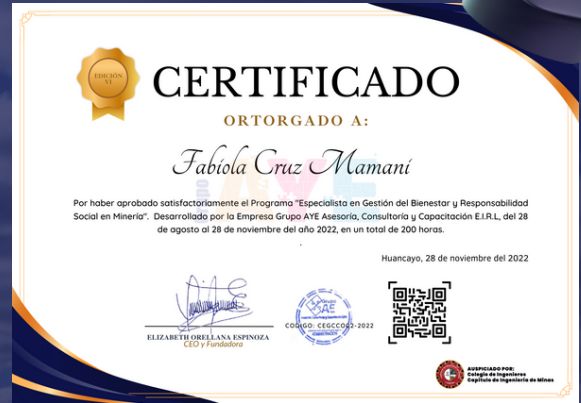 EDICIÓN
CERTIFICADO
ORTORGADO A:
Fabiola Cruz Mamani
Por haber aprobado satisfactoriamente el Programa "Especialista en Gestión del Bienestar y Responsabilidad
Social en Minería". Desarrollado por la Empresa Grupo AYE Asesoría, Consultoría y Capacitación E.I.R.L, del 28
de agosto al 28 de noviembre del año 2022, en un total de 200 horas.
.
Huancayo, 28 de noviembre del 2022
ELIZABETH ORELLANA ESPINOZA
CEO y Fundadora
CODIGO: CEGCCO02-2022
AUSPICIADO POR:
Colegio de Ingenieros
Capítulo de Ingeniería de Minas